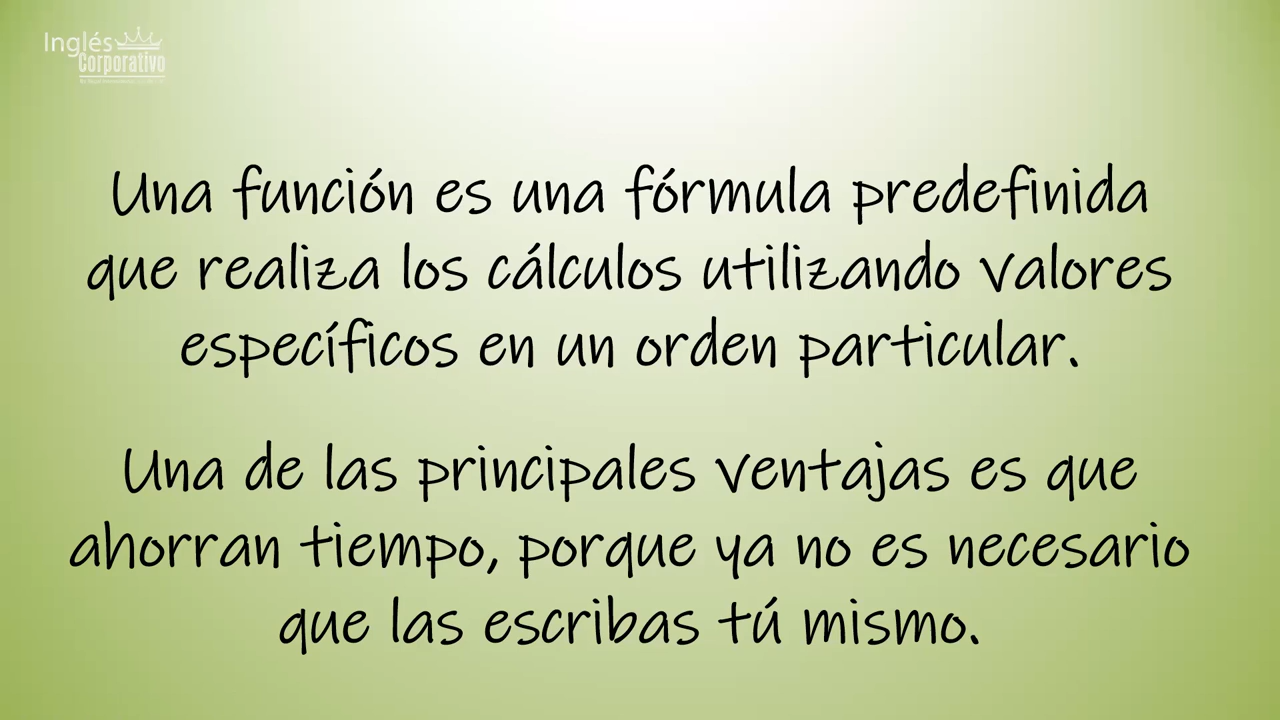 Inglés
Corporativo
Una función es una fórmula predefinida
que realiza los cálculos utilizando valores
específicos en un orden particular.
Una de las principales ventajas es que
ahorran tiempo, porque ya no es necesario
que las escribas tú mismo.